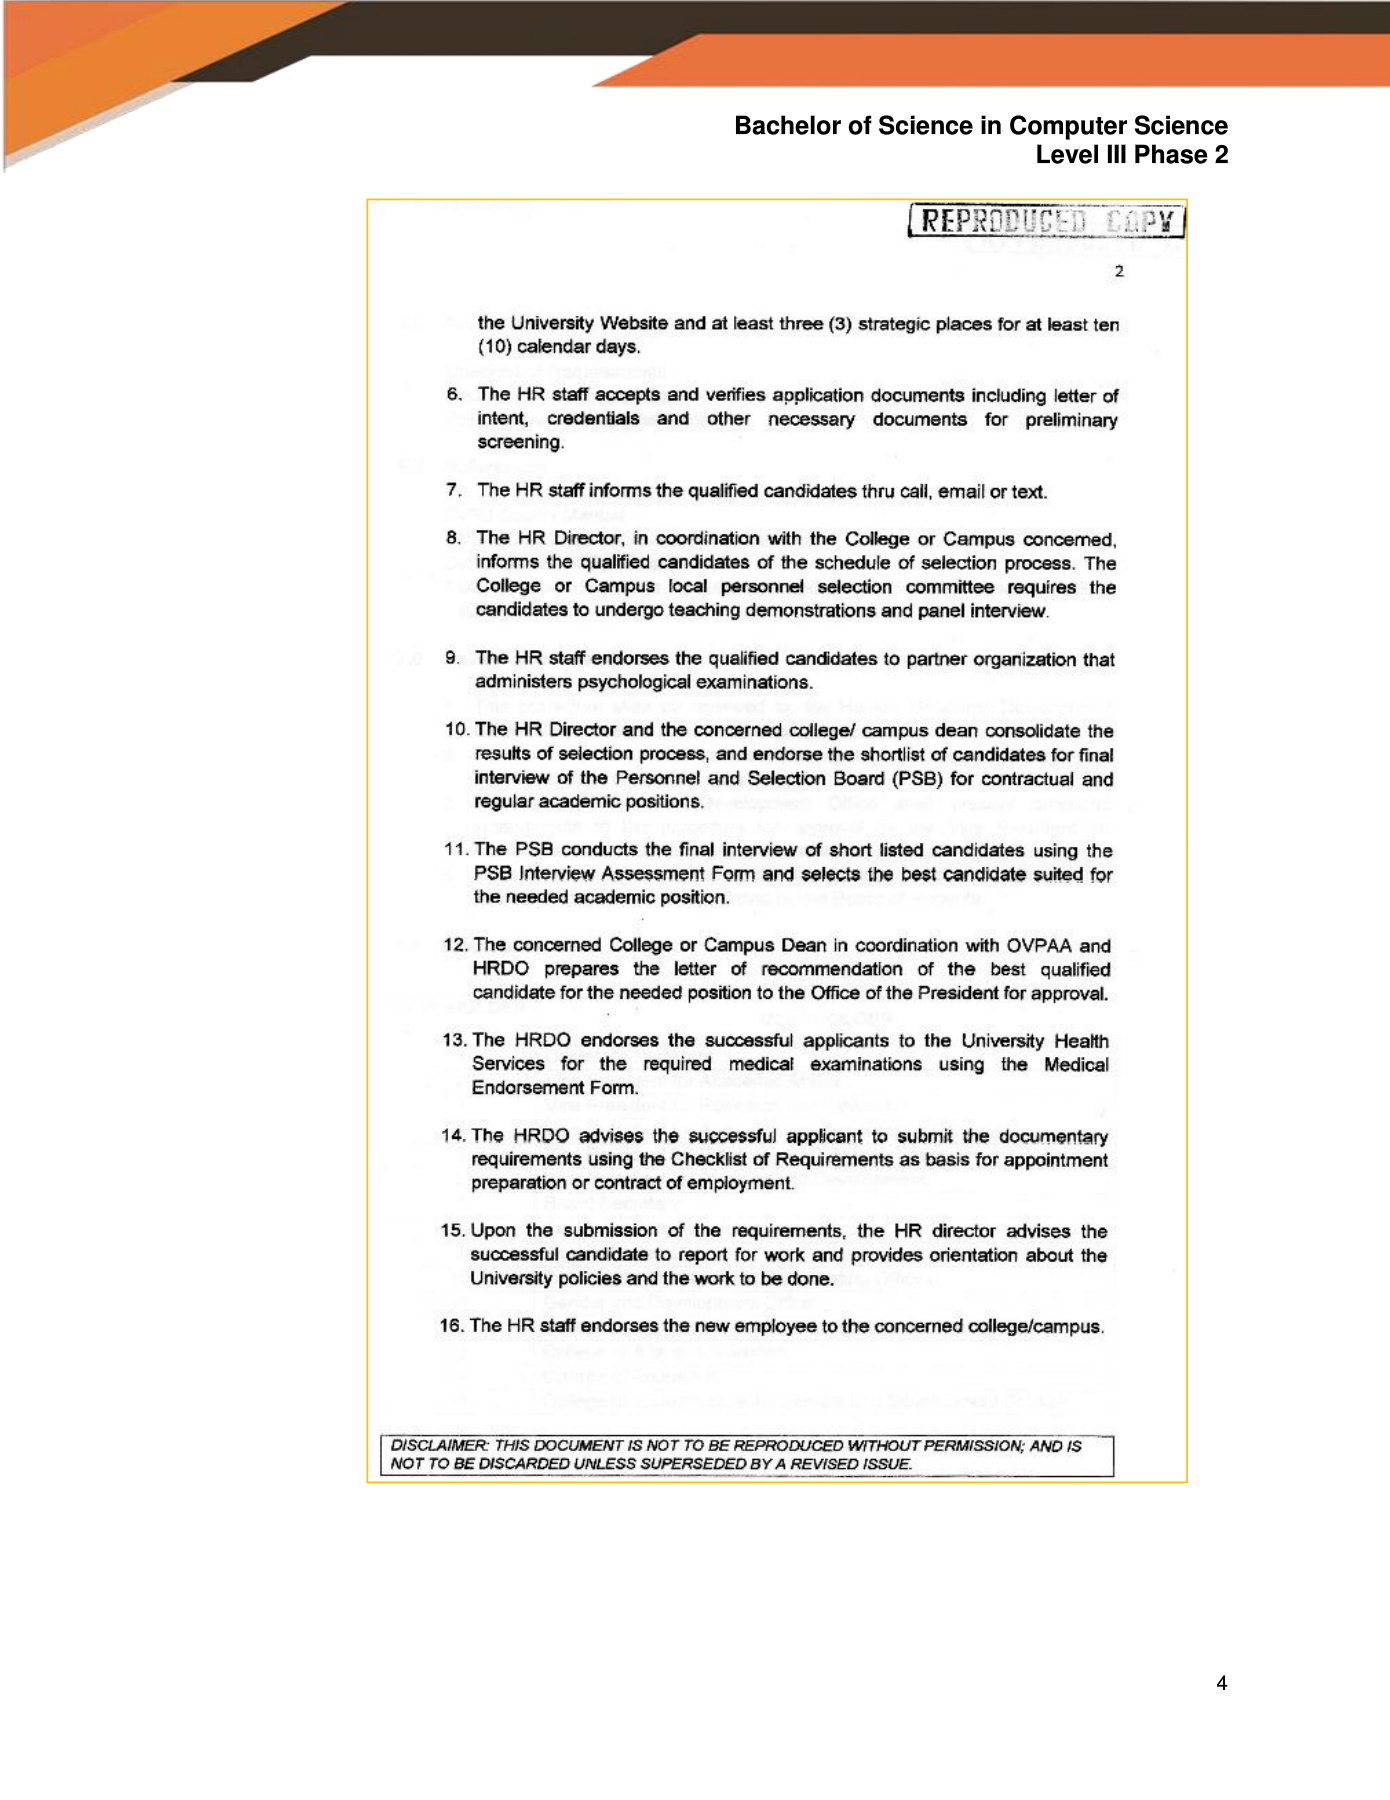 Bachelor of Science in Computer Science
Level III Phase 2
REPRODUCED COPY
2
the University Website and at least three (3) strategic places for at least ten
(10) calendar days.
6. The HR staff accepts and verifies application documents including letter of
intent, credentials and other necessary documents for preliminary
screening.
7. The HR staff informs the qualified candidates thru call, email or text.
8. The HR Director, in coordination with the College or Campus concerned,
informs the qualified candidates of the schedule of selection process. The
College or Campus local personnel selection committee requires the
candidates to undergo teaching demonstrations and panel interview.
9. The HR staff endorses the qualified candidates to partner organization that
administers psychological examinations.
10. The HR Director and the concerned college/ campus dean consolidate the
results of selection process, and endorse the shortlist of candidates for final
interview of the Personnel and Selection Board (PSB) for contractual and
regular academic positions.
11. The PSB conducts the final interview of short listed candidates using the
PSB Interview Assessment Form and selects the best candidate suited for
the needed academic position.
12. The concerned College or Campus Dean in coordination with OVPAA and
HRDO prepares the letter of recommendation of the best qualified
candidate for the needed position to the Office of the President for approval.
13. The HRDO endorses the successful applicants to the University Health
Services for the required medical examinations using the Medical
Endorsement Form.
14. The HRDO advises the successful applicant to submit the documentary
requirements using the Checklist of Requirements as basis for appointment
preparation or contract of employment.
15. Upon the submission of the requirements, the HR director advises the
successful candidate to report for work and provides orientation about the
University policies and the work to be done.
16. The HR staff endorses the new employee to the concerned college/campus.
DISCLAIMER: THIS DOCUMENT IS NOT TO BE REPRODUCED WITHOUT PERMISSION; AND IS
NOT TO BE DISCARDED UNLESS SUPERSEDED BY A REVISED ISSUE.
4